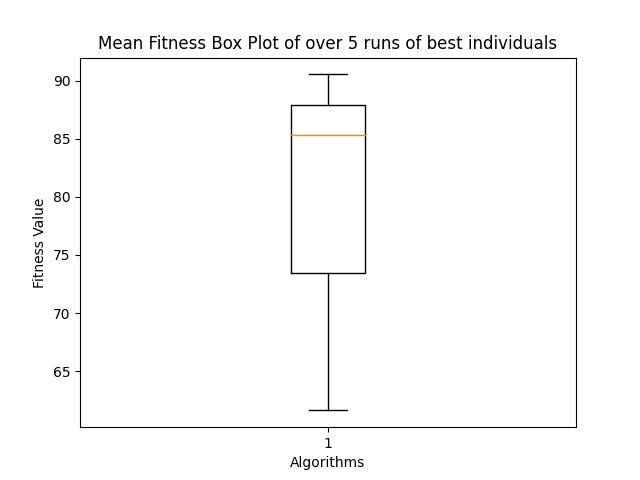 Mean Fitness Box Plot of over 5 runs of best individuals
90
85
80
75
70
65
Fitness Value
1
Algorithms